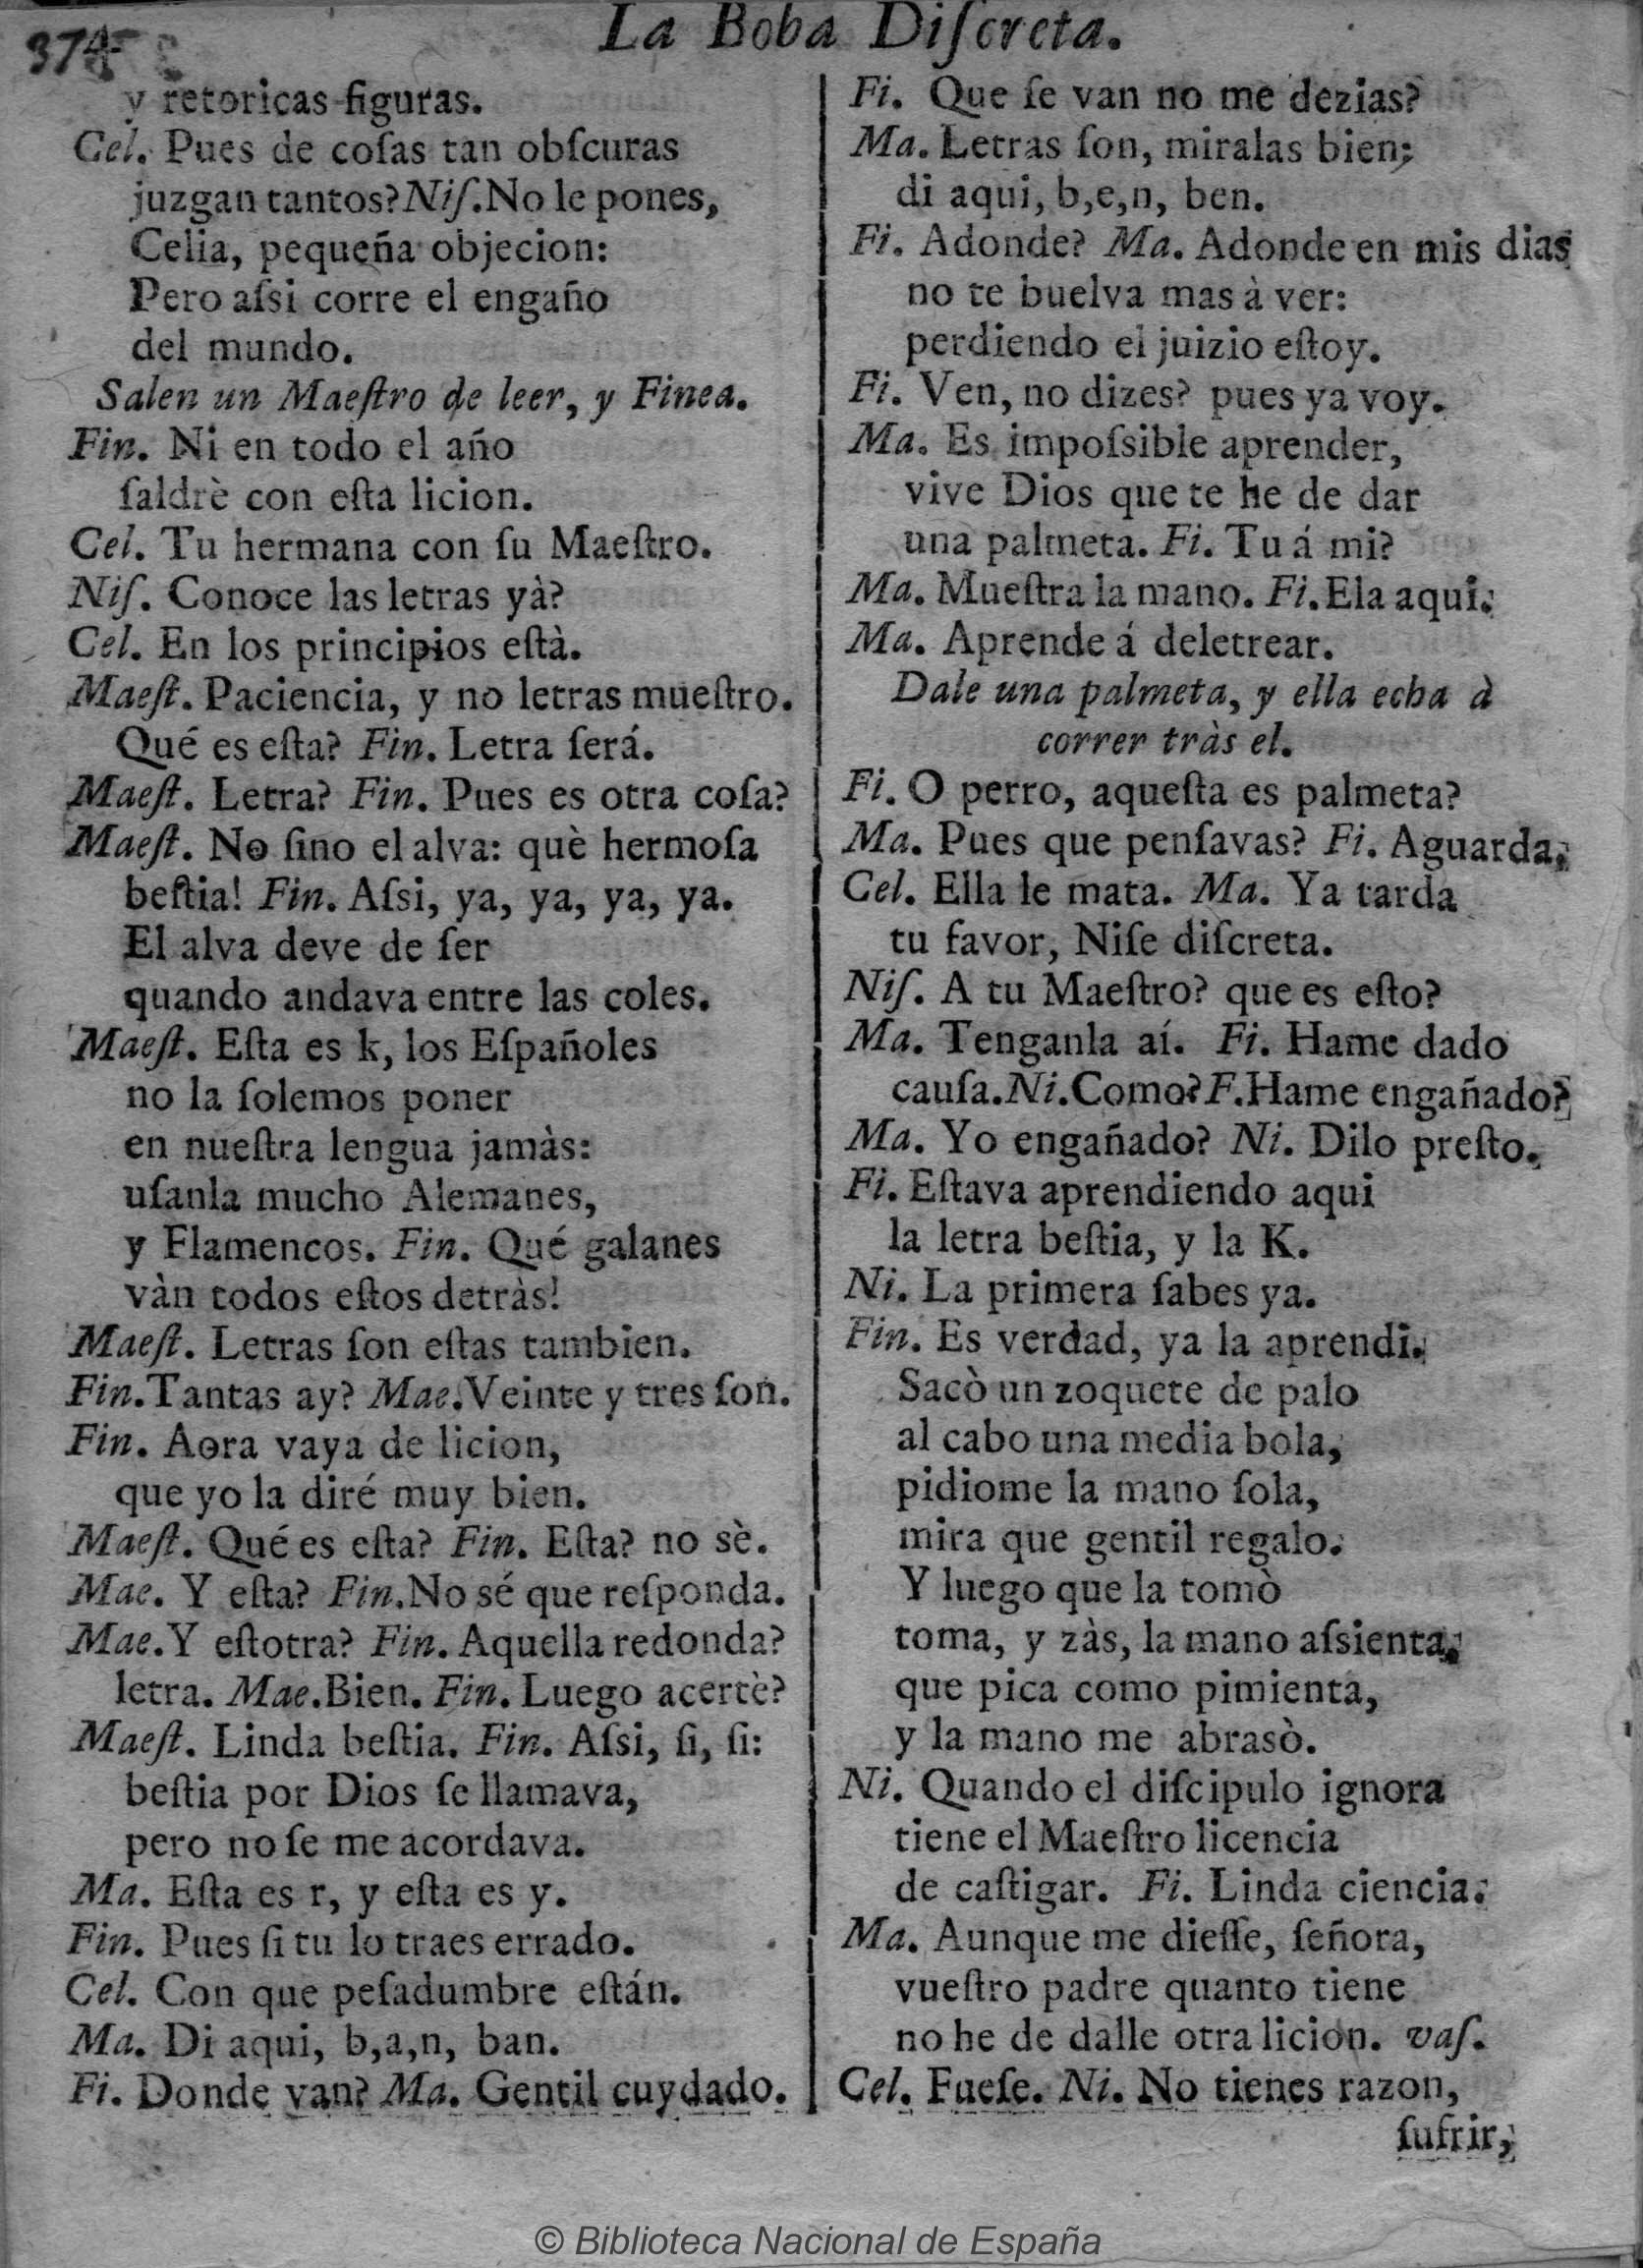 374
La Boba Diſcreta.
y retoricas figuras.
Cel. Pues de coſas tan obſcuras
juzgan tantos? Niſ. No le pones,
Celia, pequeña objecion:
Pero aſsi corre el engaño
del mundo.
Salen un Maeſtro de leer, y Finea.
Fin. Ni en todo el año
ſaldrè con eſta licion.
Cel. Tu hermana con ſu Maeſtro.
Niſ. Conoce las letras yà?
Cel. En los principios eſtà.
Maeſt. Paciencia, y no letras mueſtro.
Qué es eſta? Fin. Letra ſerá.
Maeſt. Letra? Fin. Pues es otra coſa?
Maeſt. No ſino el alva: què hermoſa
beſtia! Fin. Aſsi, ya, ya, ya, ya.
El alva deve de ſer
quando andava entre las coles.
Maeſt. Eſta es k, los Eſpañoles
no la ſolemos poner
en nueſtra lengua jamàs:
uſanla mucho Alemanes,
y Flamencos. Fin. Qué galanes
vàn todos eſtos detràs!
Maeſt. Letras ſon eſtas tambien.
Fin. Tantas ay? Mae. Veinte y tres ſon.
Fin. Aora vaya de licion,
que yo la diré muy bien.
Maeſt. Qué es eſta? Fin. Eſta? no sè.
Mae. Y eſta? Fin. No sé que reſponda.
Mae. Y eſtotra? Fin. Aquella redonda?
letra. Mae. Bien. Fin. Luego acertè?
Maeſt. Linda beſtia. Fin. Aſsi, ſi, ſi:
beſtia por Dios ſe llamava,
pero no ſe me acordava.
Ma. Eſta es r, y eſta es y.
Fin. Pues ſi tu lo traes errado.
Cel. Con que peſadumbre eſtán.
Ma. Di aqui, b,a,n, ban.
Fi. Donde van? Ma. Gentil cuydado.
Fi. Que ſe van no me dezias?
Ma. Letras ſon, miralas bien;
di aqui, b,e,n, ben.
Fi. Adonde? Ma. Adonde en mis dias
no te buelva mas à ver:
perdiendo el juizio eſtoy.
Fi. Ven, no dizes? pues ya voy.
Ma. Es impoſsible aprender,
vive Dios que te he de dar
una palmeta. Fi. Tu á mi?
Ma. Mueſtra la mano. Fi. Ela aqui.
Ma. Aprende á deletrear.
Dale una palmeta, y ella echa à
correr tràs el.
Fi. O perro, aqueſta es palmeta?
Ma. Pues que penſavas? Fi. Aguarda.
Cel. Ella le mata. Ma. Ya tarda
tu favor, Niſe diſcreta.
Niſ. A tu Maeſtro? que es eſto?
Ma. Tenganla aí. Fi. Hame dado
cauſa. Ni. Como? F. Hame engañado?
Ma. Yo engañado? Ni. Dilo preſto.
Fi. Eſtava aprendiendo aqui
la letra beſtia, y la K.
Ni. La primera ſabes ya.
Fin. Es verdad, ya la aprendi.
Sacò un zoquete de palo
al cabo una media bola,
pidiome la mano ſola,
mira que gentil regalo.
Y luego que la tomò
toma, y zàs, la mano aſsienta,
que pica como pimienta,
y la mano me abrasò.
Ni. Quando el diſcipulo ignora
tiene el Maeſtro licencia
de caſtigar. Fi. Linda ciencia.
Ma. Aunque me dieſſe, ſeñora,
vueſtro padre quanto tiene
no he de dalle otra licion. vaſ.
Cel. Fueſe. Ni. No tienes razon,
ſufrir,
© Biblioteca Nacional de España